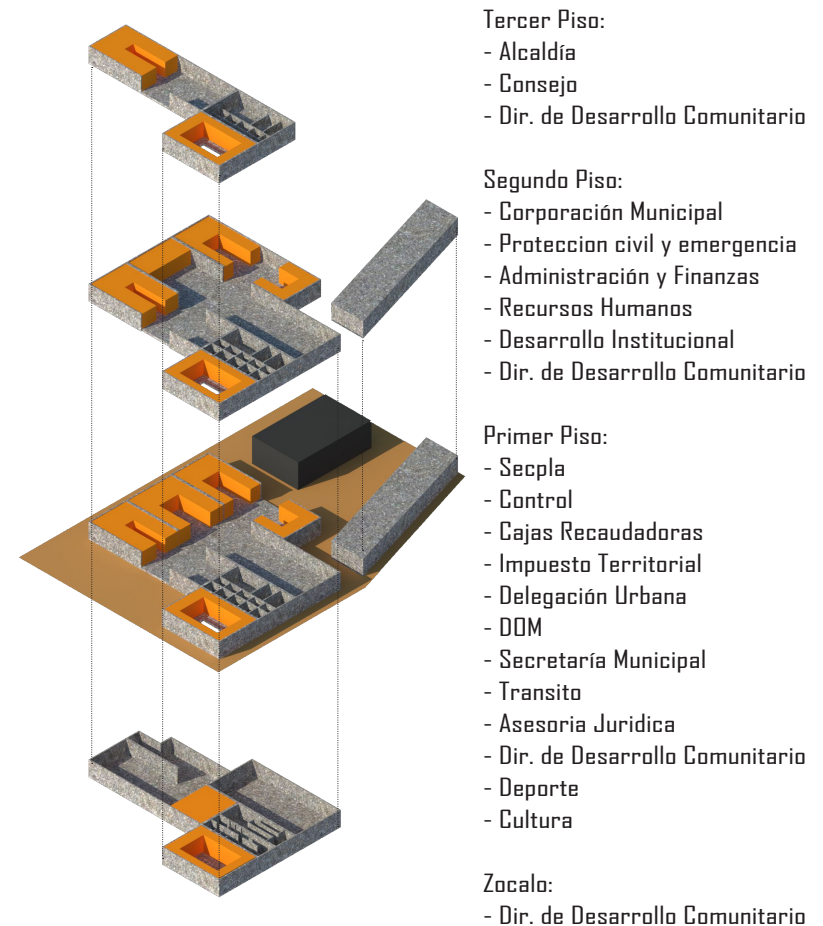 Tercer Piso:
- Alcaldía
- Consejo
- Dir. de Desarrollo Comunitario
Segundo Piso:
- Corporación Municipal
- Proteccion civil y emergencia
- Administración y Finanzas
- Recursos Humanos
- Desarrollo Institucional
- Dir. de Desarrollo Comunitario
Primer Piso:
- Secpla
- Control
- Cajas Recaudadoras
- Impuesto Territorial
- Delegación Urbana
- DOM
- Secretaría Municipal
- Transito
- Asesoria Juridica
- Dir. de Desarrollo Comunitario
- Deporte
- Cultura
Zocalo:
- Dir. de Desarrollo Comunitario